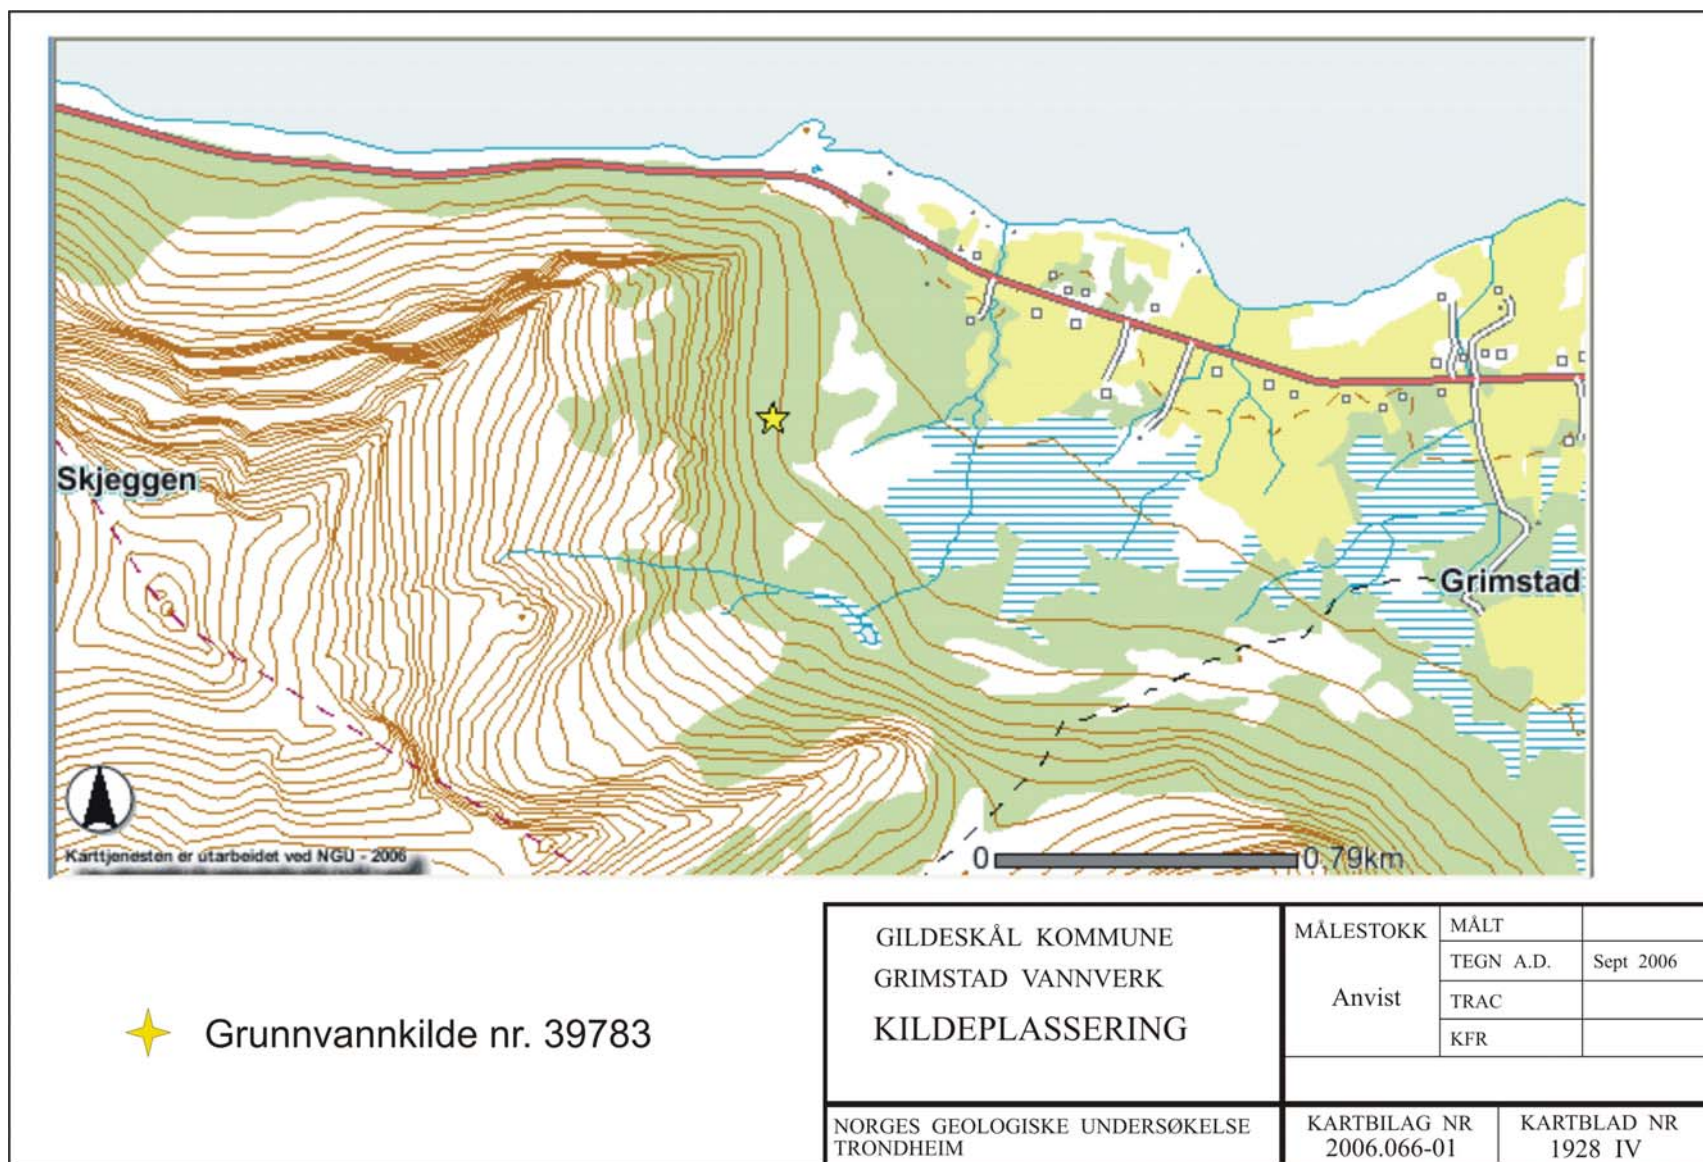 Skjeggen
Grimstad
Karttjenesten er utarbeidet ved NGU - 2006
0 0.79km
Grunnvannkilde nr. 39783
GILDESKÅL KOMMUNE
GRIMSTAD VANNVERK
KILDEPLASSERING
MÅLESTOKK
Anvist
MÅLT
TEGN A.D. Sept 2006
TRAC
KFR
NORGES GEOLOGISKE UNDERSØKELSE
TRONDHEIM
KARTBILAG NR
2006.066-01
KARTBLAD NR
1928 IV